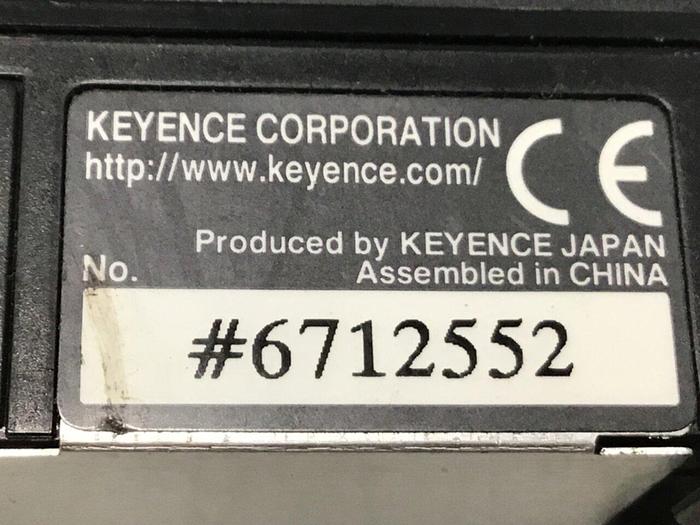 KEYENCE CORPORATION
http://www.keyence.com/
CE
Produced by KEYENCE JAPAN
No.
Assembled in CHINA
#6712552